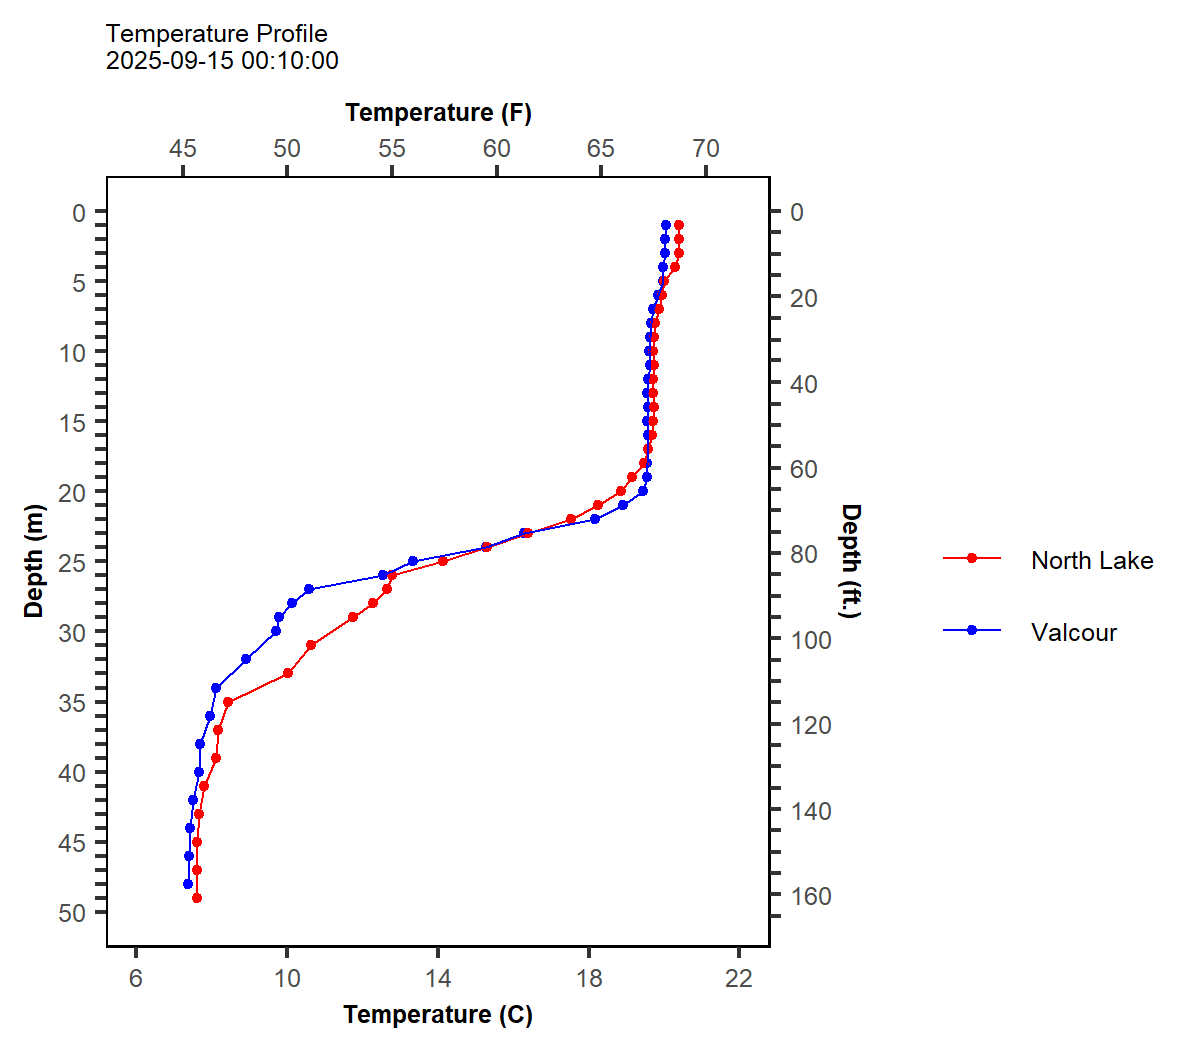 Temperature Profile
2025-09-15 00:10:00
Temperature (F)
45 50 55 60 65 70
0
5
10
15
20
25
30
35
40
45
50
Depth (m)
0
20
40
60
80
100
120
140
160
Depth (ft.)
North Lake
Valcour
6 10 14 18 22
Temperature (C)